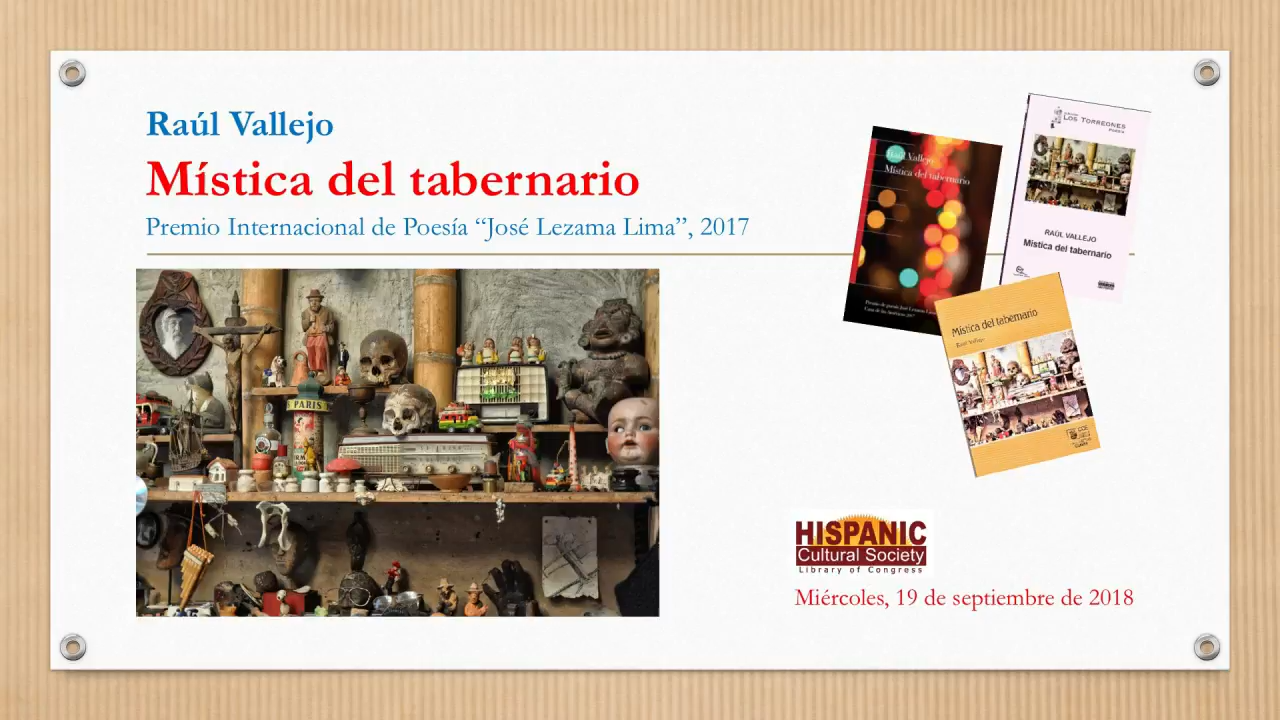 Raúl Vallejo
Mística del tabernario
Premio Internacional de Poesía “José Lezama Lima”, 2017
Raúl Vallejo
Mística del tabernario
LOS TORREONES
POESÍA
RAÚL VALLEJO
Mística del tabernario
Mística del tabernario
Raúl Vallejo
PARIS
HISPANIC
Cultural Society
Library of Congress
Miércoles, 19 de septiembre de 2018